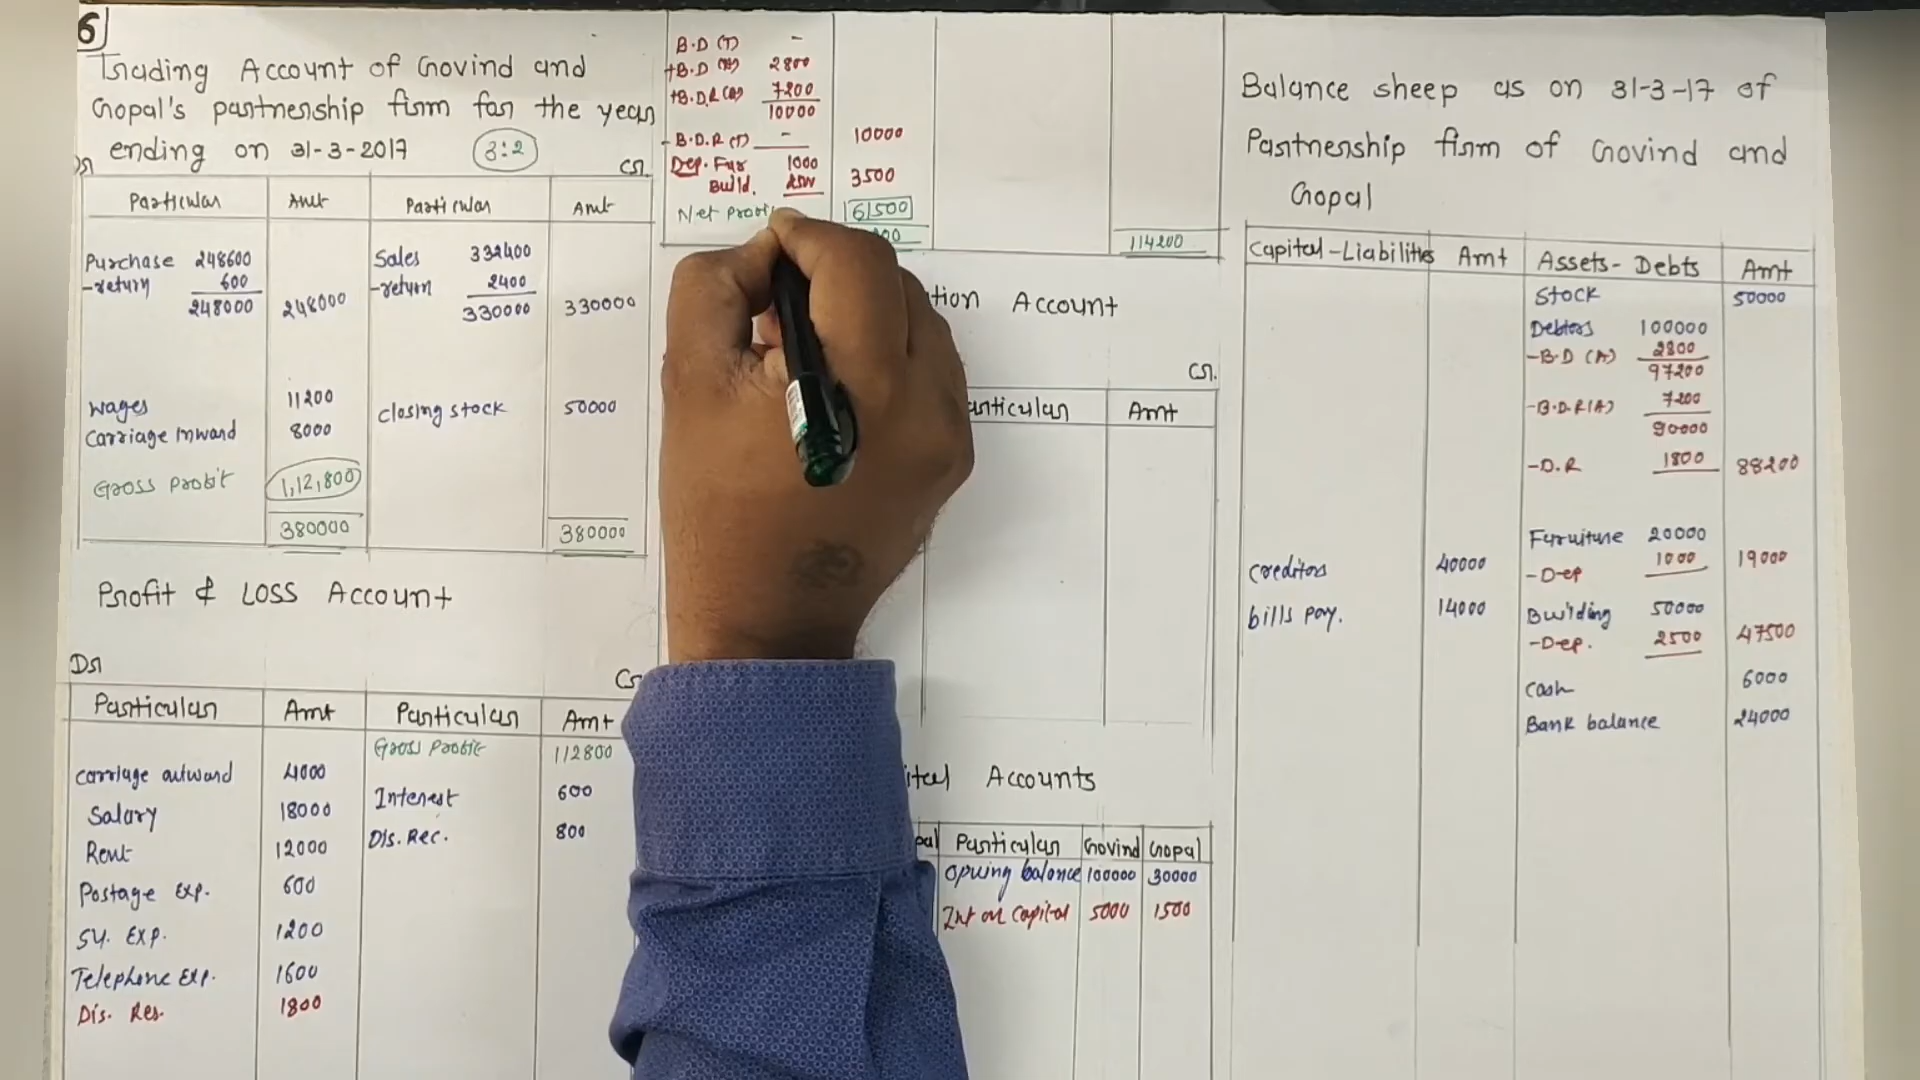 6
Trading Account of Govind and
Gopal's partnership firm for the year
ending on 31-3-2017 3:2
Dr Cr.
Particular Amt Particular Amt
Purchase 248600 Sales 332400
-return 600 -return 2400
248000 248000 330000 330000
Wages 11200 closing stock 50000
Carriage Inward 8000
Gross Profit 1,12,800
380000 380000
Profit & LOSS Account
Dr Cr
Particular Amt Particular Amt
Gross Profit 112800
carriage outward 4000
Salary 18000 Interest 600
Rent 12000 Dis. Rec. 800
Postage Exp. 600
Sy. Exp. 1200
Telephone Exp. 1600
Dis. Res. 1800
B.D (T) -
+B.D (A) 2800
+B.D.R (A) 7200
10000
-B.D.R (T) - 10000
Dep. Fur 1000
Build. 2500 3500
Net Profi 61500
114200
tion Account
Cr.
articular Amt
ital Accounts
pal Particular Govind Gopal
Opning balance 100000 30000
Int on Capital 5000 1500
Balance sheep as on 31-3-17 of
Partnership firm of Govind and
Gopal
Capital-Liabilities Amt Assets- Debts Amt
Stock 50000
Debtors 100000
-B.D (A) 2800
97200
-B.D.R(A) 7200
90000
-D.R 1800 88200
Furniture 20000
creditors 40000 -Dep 1000 19000
bills pay. 14000 Building 50000
-Dep. 2500 47500
Cash 6000
Bank balance 24000